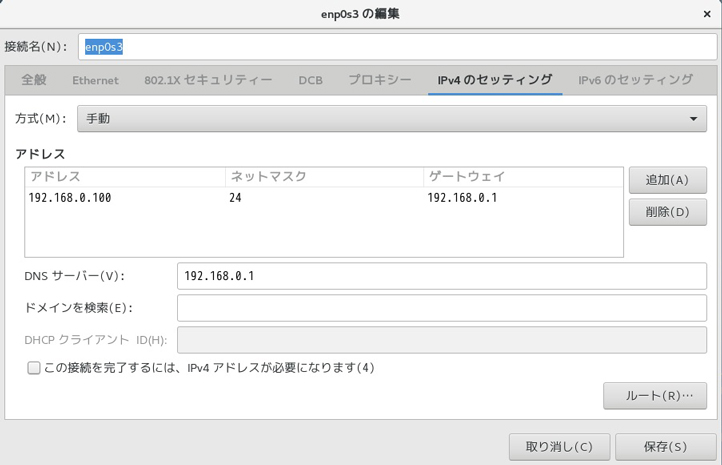 enp0s3 の編集
接続名(N): enp0s3
全般 Ethernet 802.1X セキュリティー DCB プロキシー IPv4 のセッティング IPv6 のセッティング
方式(M): 手動
アドレス
アドレス ネットマスク ゲートウェイ
192.168.0.100 24 192.168.0.1
追加(A)
削除(D)
DNS サーバー(V): 192.168.0.1
ドメインを検索(E):
DHCP クライアント ID(H):
この接続を完了するには、IPv4 アドレスが必要になります(4)
ルート(R)…
取り消し(C) 保存(S)